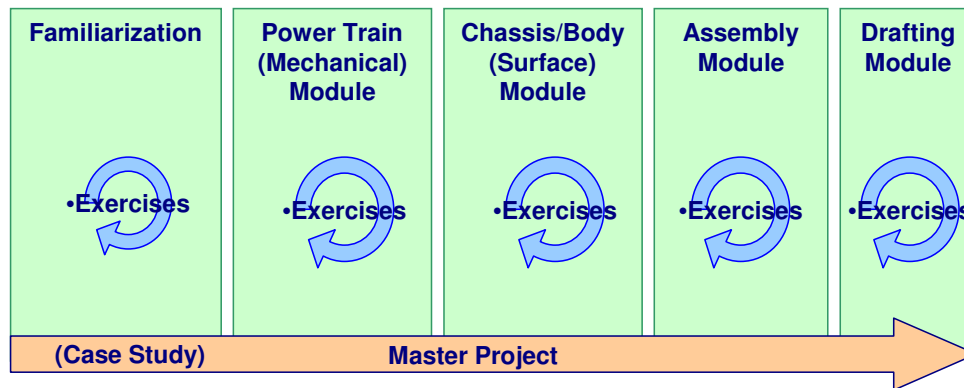 Familiarization
Power Train
(Mechanical)
Module
Chassis/Body
(Surface)
Module
Assembly
Module
Drafting
Module
•Exercises
•Exercises
•Exercises
•Exercises
•Exercises
(Case Study)
Master Project